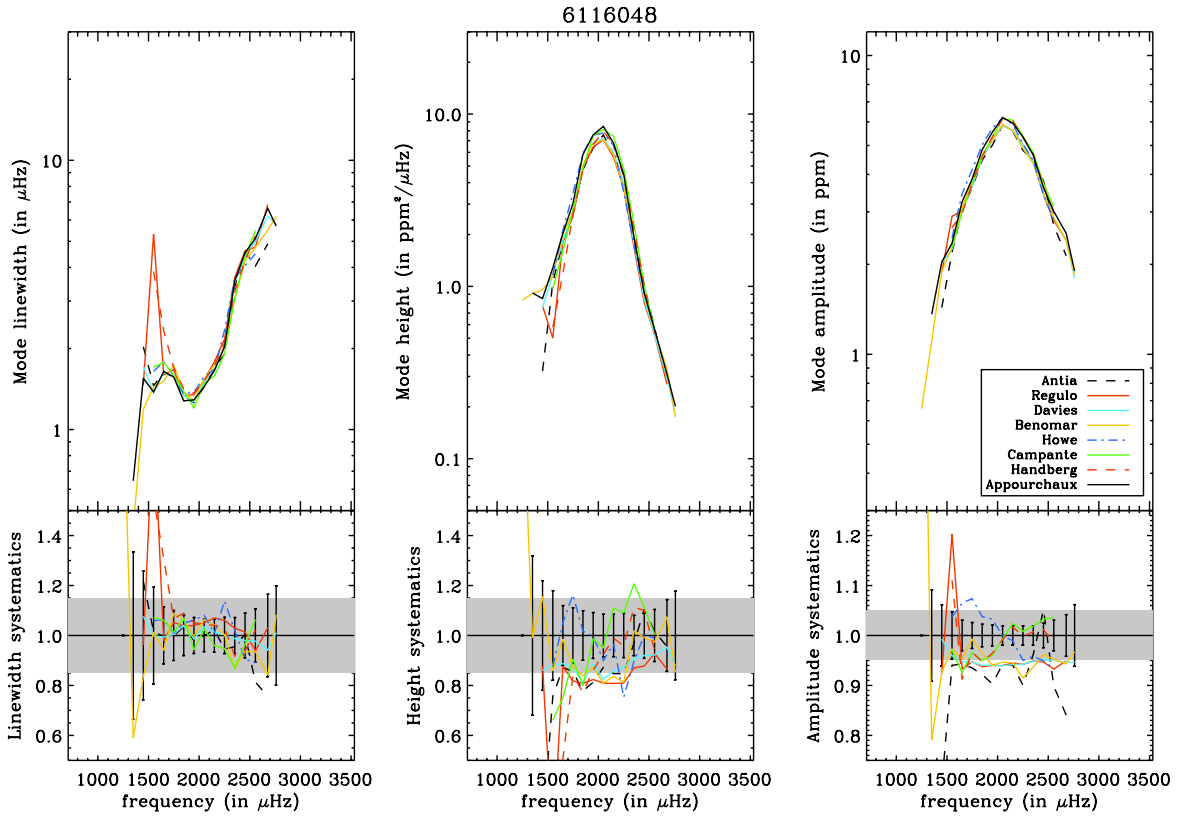 6116048
Mode linewidth (in μHz)
10
1
Mode height (in ppm²/μHz)
10.0
1.0
0.1
Mode amplitude (in ppm)
10
1
Antia
Regulo
Davies
Benomar
Howe
Campante
Handberg
Appourchaux
Linewidth systematics
1.4
1.2
1.0
0.8
0.6
Height systematics
1.4
1.2
1.0
0.8
0.6
Amplitude systematics
1.2
1.1
1.0
0.9
0.8
1000 1500 2000 2500 3000 3500
frequency (in μHz)
1000 1500 2000 2500 3000 3500
frequency (in μHz)
1000 1500 2000 2500 3000 3500
frequency (in μHz)